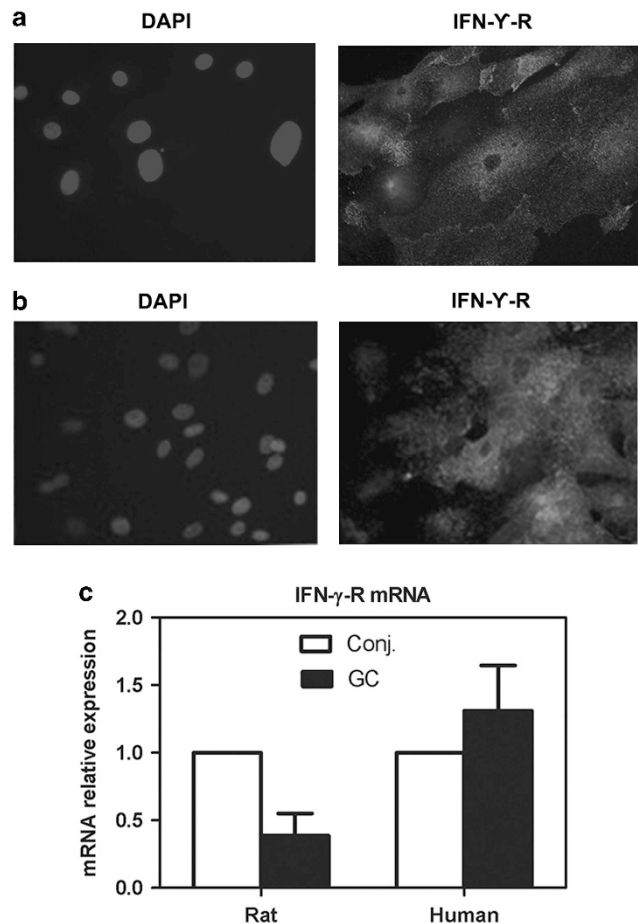 a
DAPI
IFN-ϒ-R
b
DAPI
IFN-ϒ-R
c
IFN-γ-R mRNA
mRNA relative expression
2.0
1.5
1.0
0.5
0.0
Conj.
GC
Rat
Human